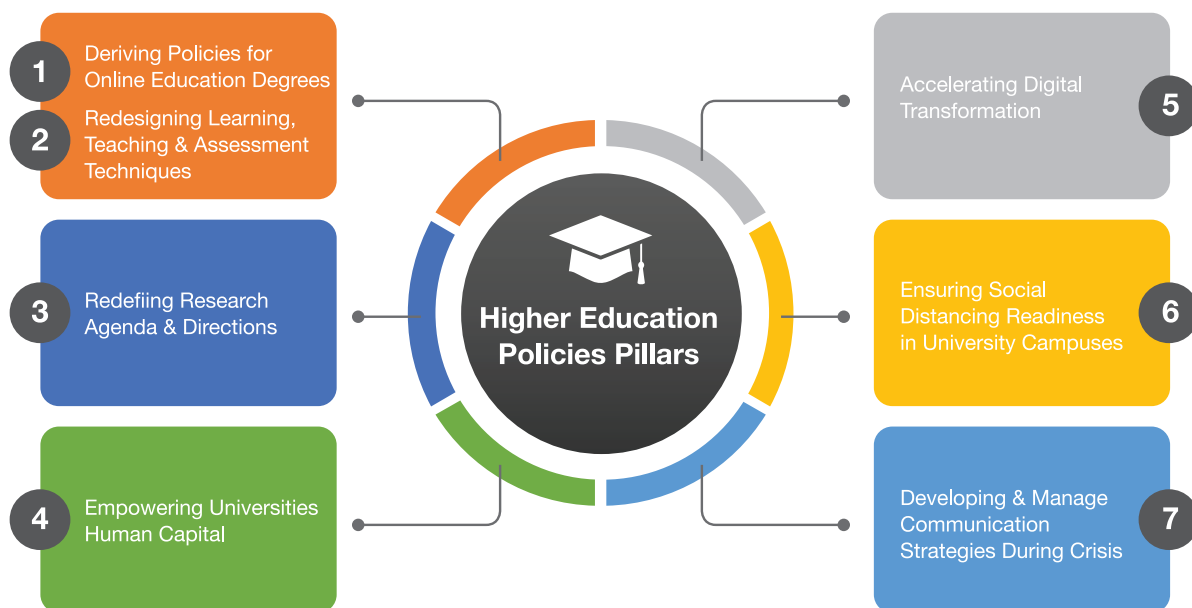 1
Deriving Policies for
Online Education Degrees
2
Redesigning Learning,
Teaching & Assessment
Techniques
3
Redefiing Research
Agenda & Directions
4
Empowering Universities
Human Capital
Higher Education
Policies Pillars
Accelerating Digital
Transformation
5
Ensuring Social
Distancing Readiness
in University Campuses
6
Developing & Manage
Communication
Strategies During Crisis
7